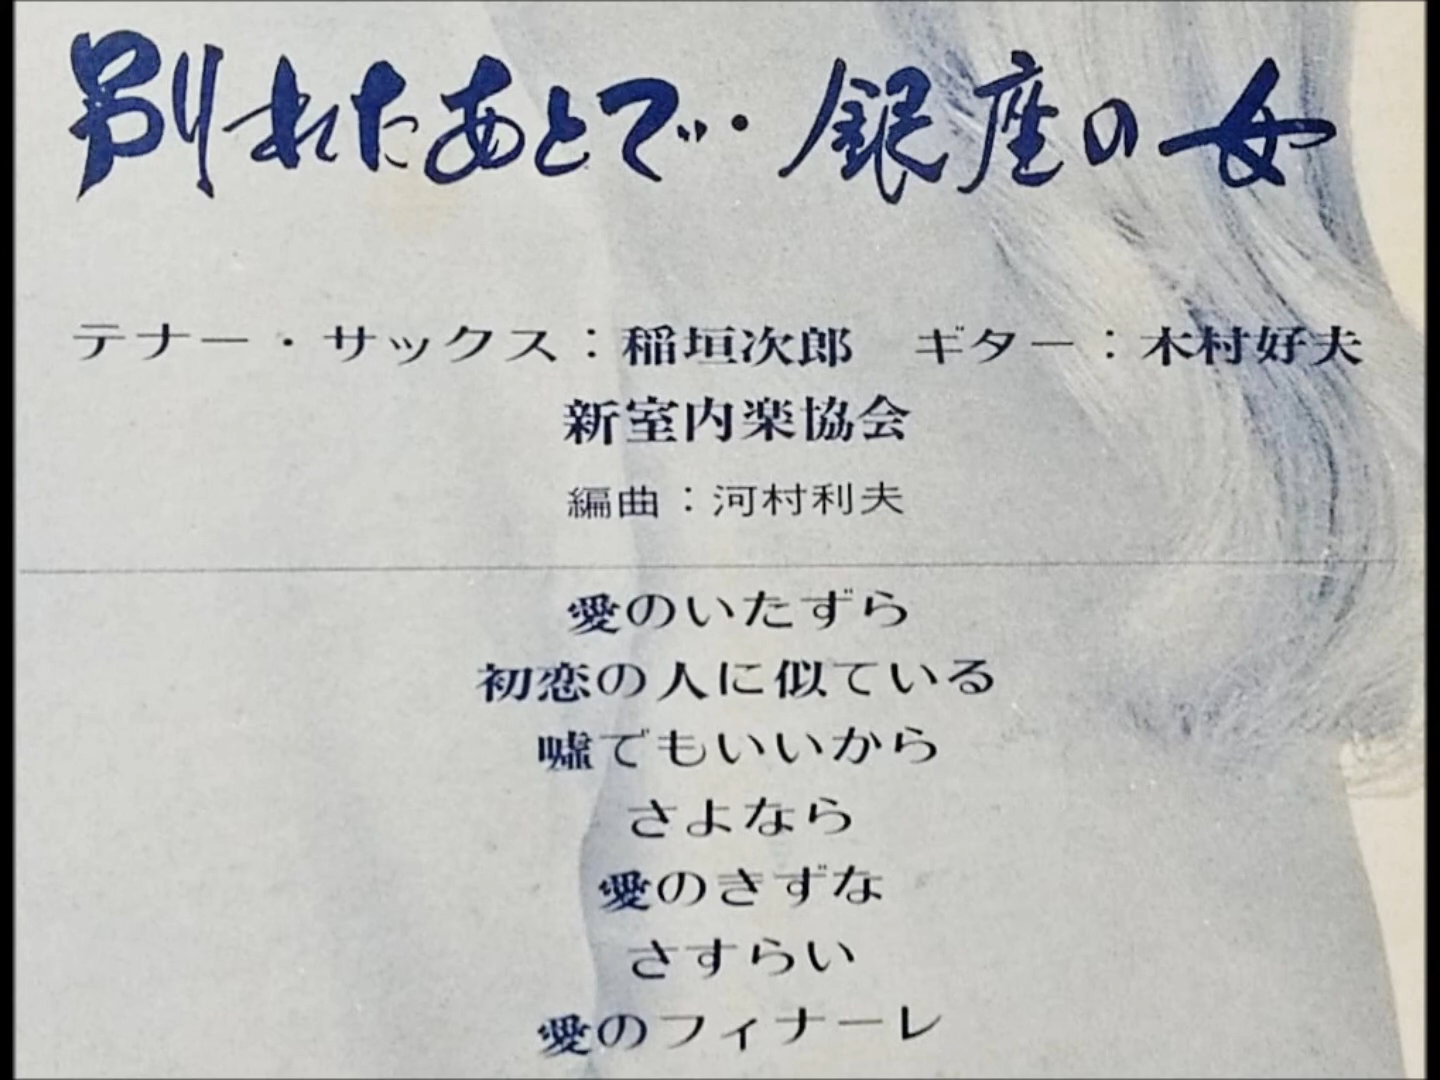 別れたあとで・銀座の女
テナー・サックス：稲垣次郎　ギター：木村好夫
新室内楽協会
編曲：河村利夫
愛のいたずら
初恋の人に似ている
嘘でもいいから
さよなら
愛のきずな
さすらい
愛のフィナーレ